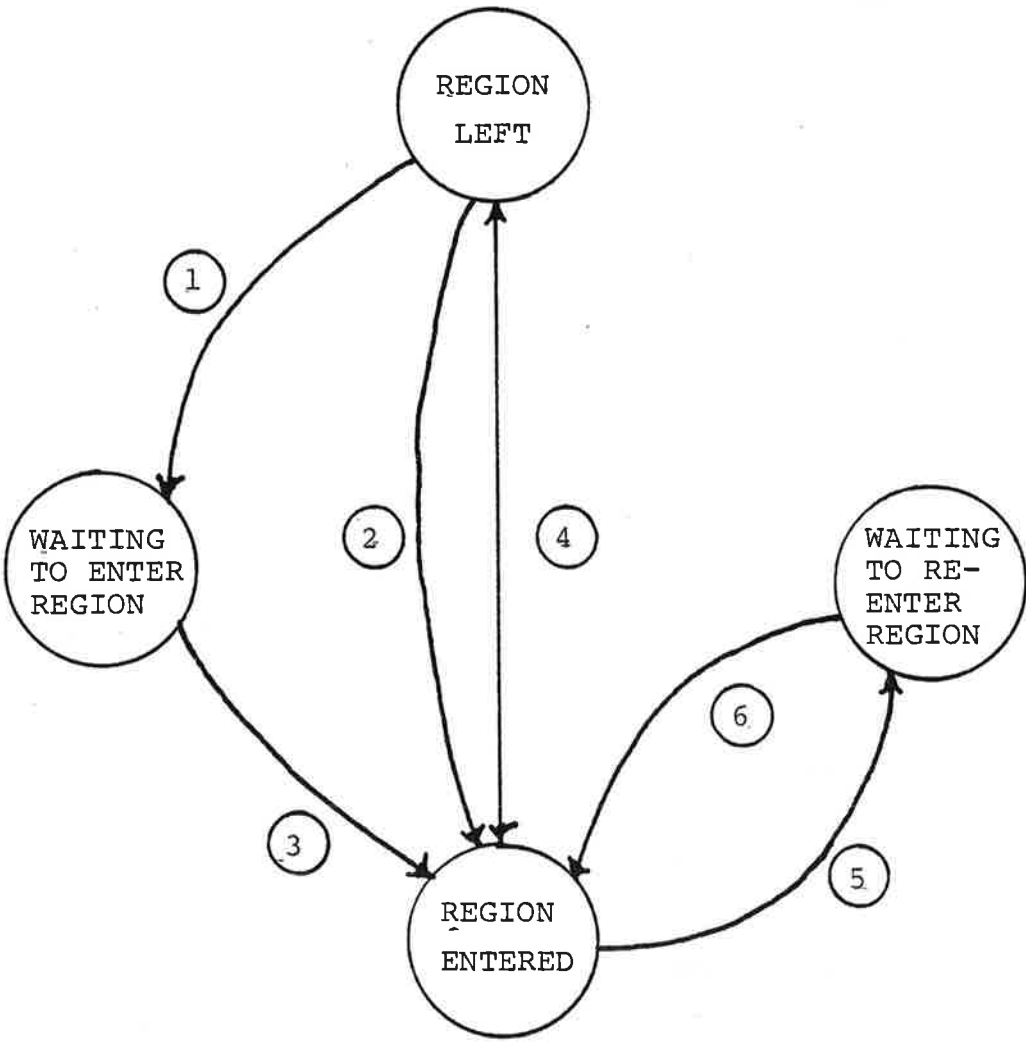 REGION
LEFT
1
2
4
WAITING
TO ENTER
REGION
WAITING
TO RE-
ENTER
REGION
6
3
5
REGION
ENTERED